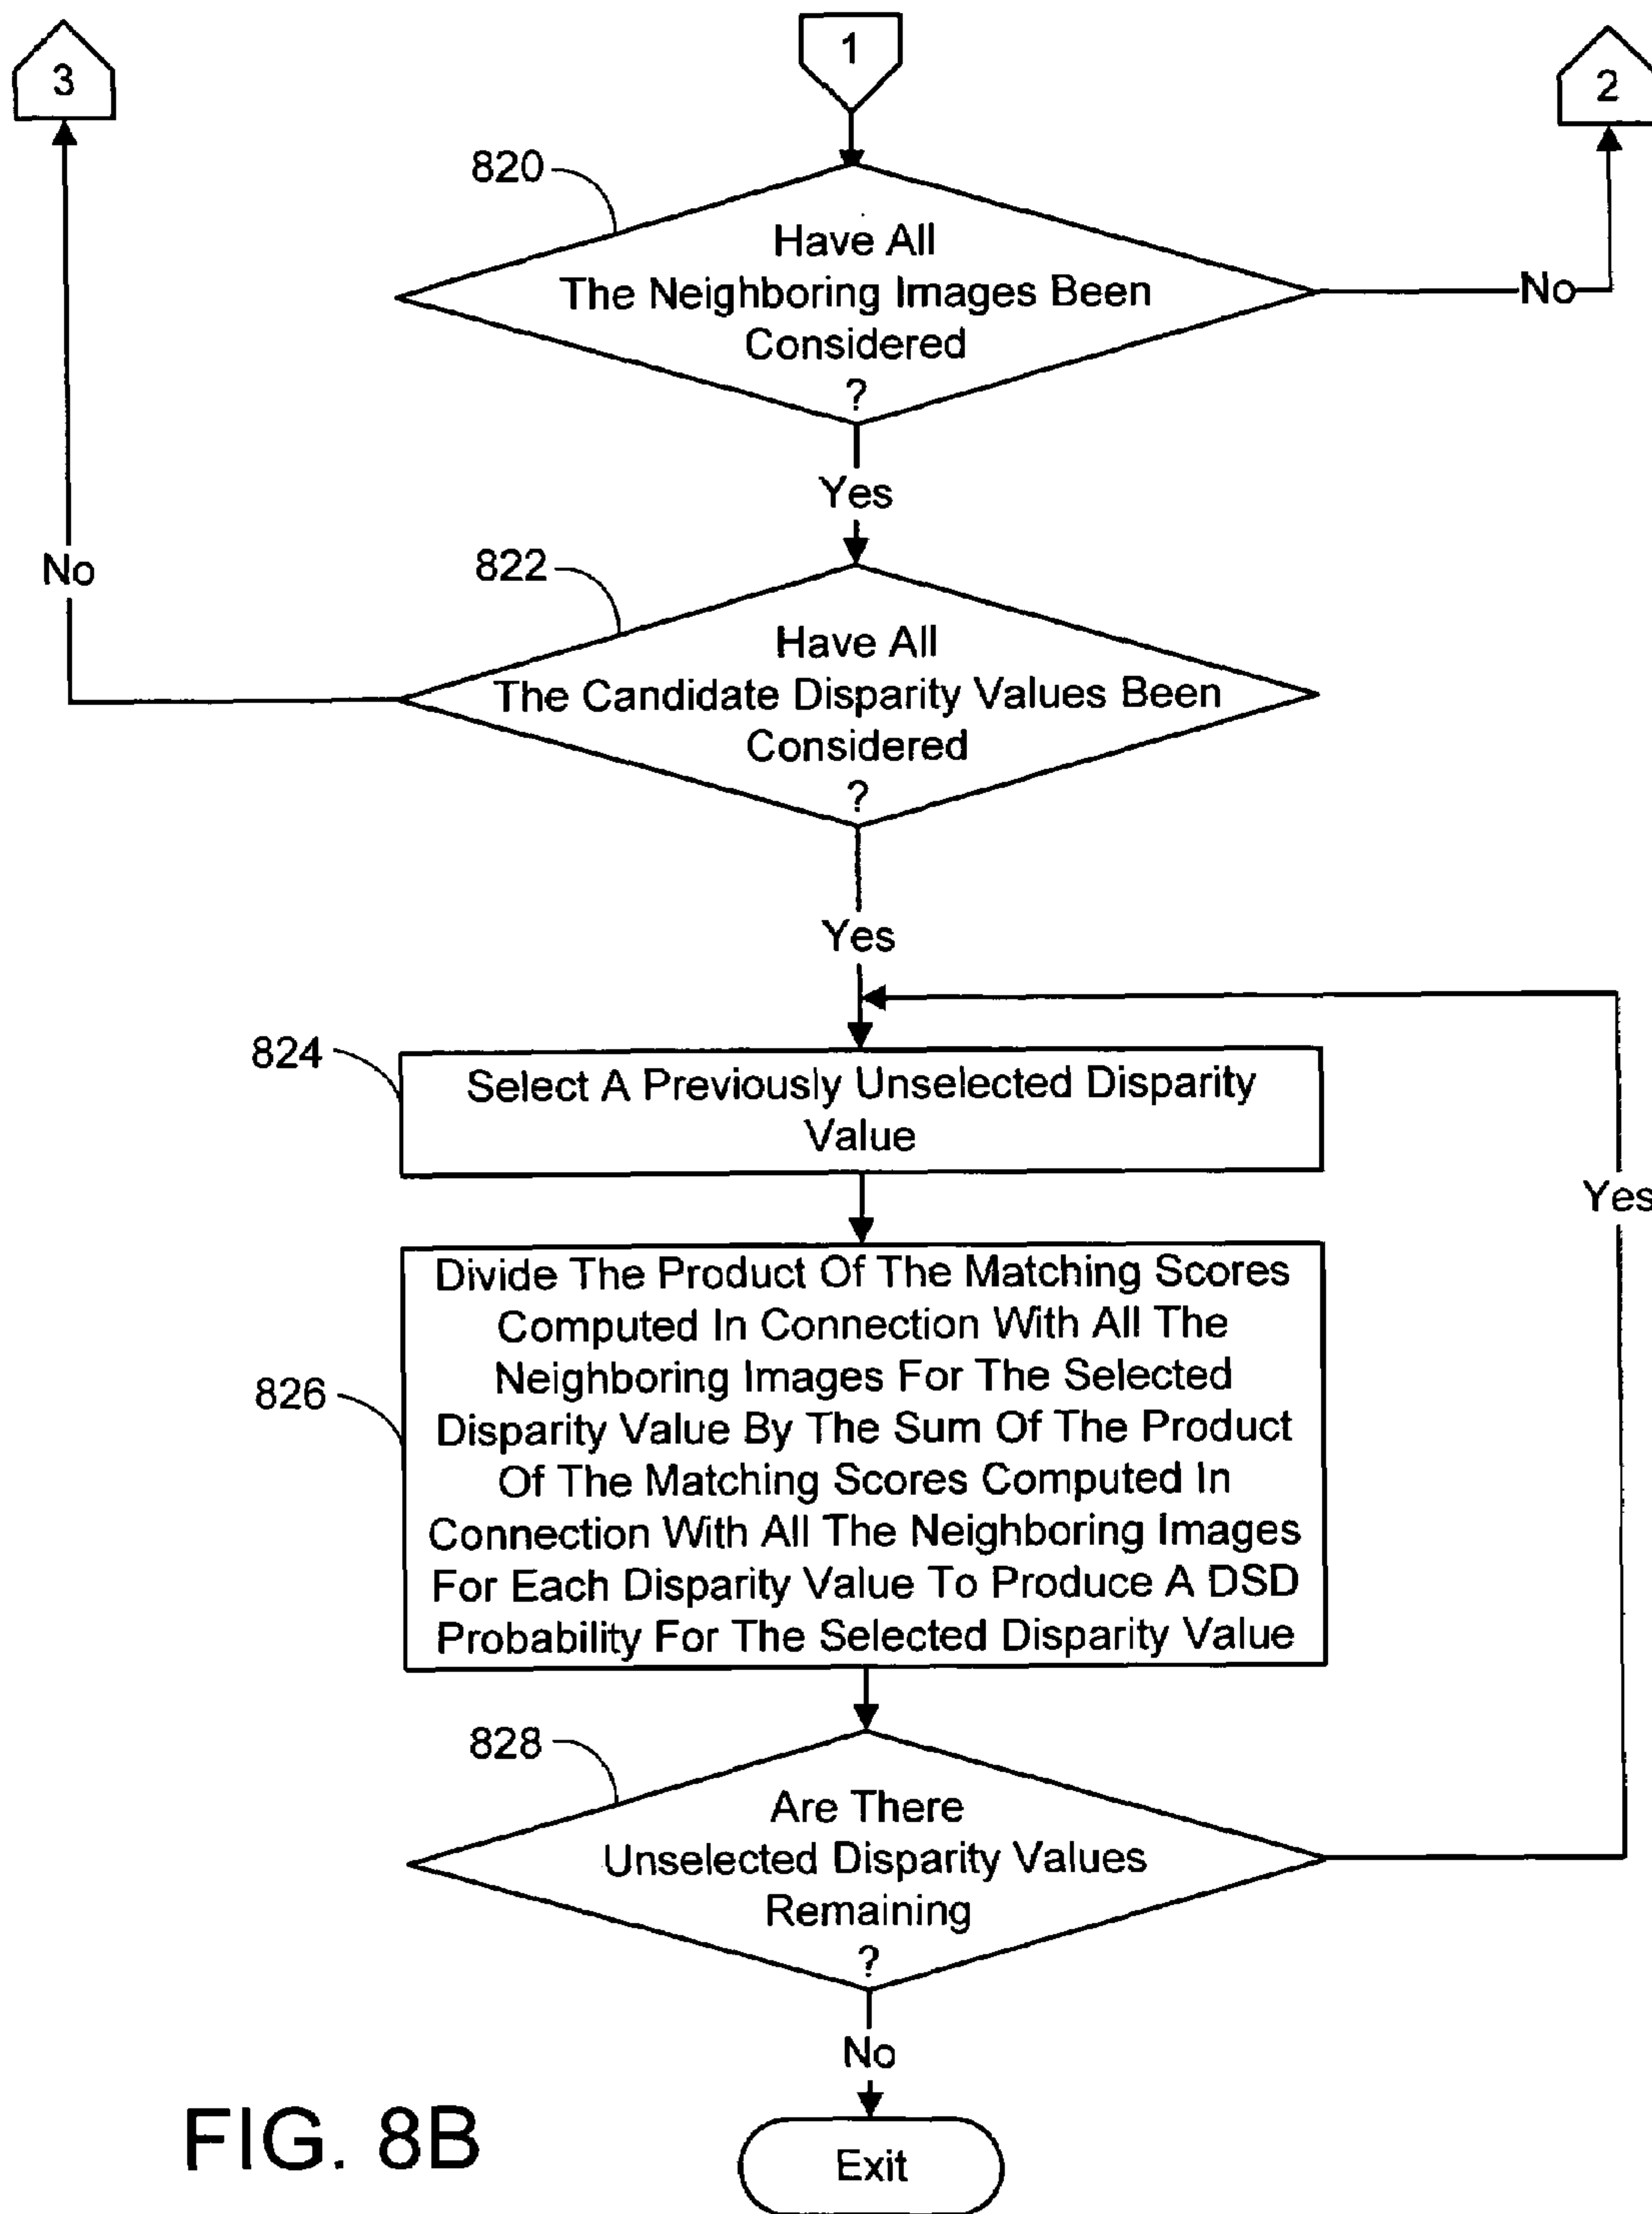 3
1
2
820
Have All
The Neighboring Images Been
Considered
?
No
Yes
No
822
Have All
The Candidate Disparity Values Been
Considered
?
Yes
824
Select A Previously Unselected Disparity
Value
Yes
826
Divide The Product Of The Matching Scores
Computed In Connection With All The
Neighboring Images For The Selected
Disparity Value By The Sum Of The Product
Of The Matching Scores Computed In
Connection With All The Neighboring Images
For Each Disparity Value To Produce A DSD
Probability For The Selected Disparity Value
828
Are There
Unselected Disparity Values
Remaining
?
No
Exit
FIG. 8B